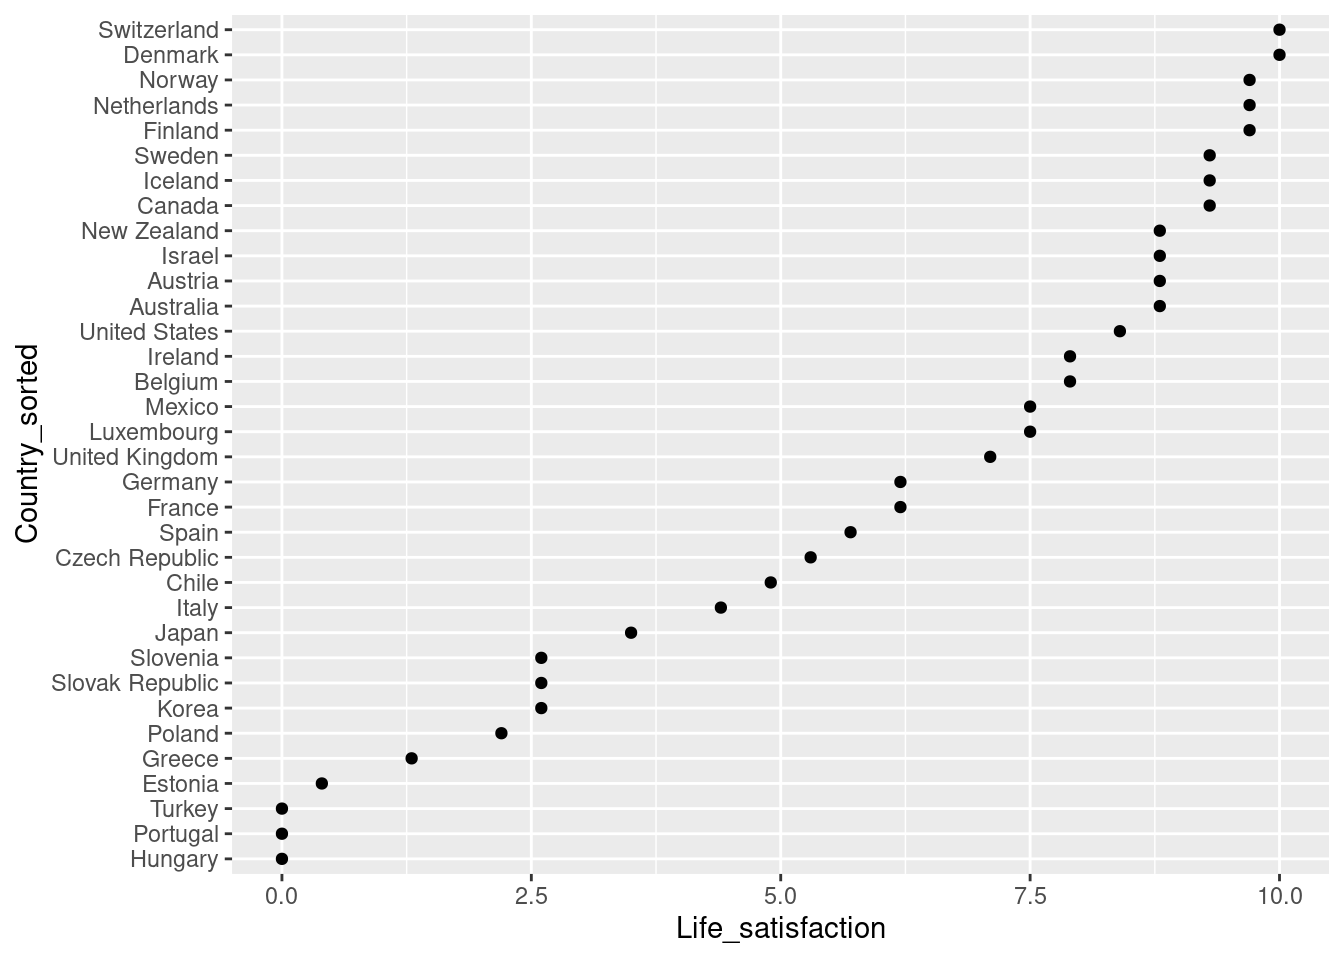 Country_sorted
Switzerland
Denmark
Norway
Netherlands
Finland
Sweden
Iceland
Canada
New Zealand
Israel
Austria
Australia
United States
Ireland
Belgium
Mexico
Luxembourg
United Kingdom
Germany
France
Spain
Czech Republic
Chile
Italy
Japan
Slovenia
Slovak Republic
Korea
Poland
Greece
Estonia
Turkey
Portugal
Hungary
0.0 2.5 5.0 7.5 10.0
Life_satisfaction